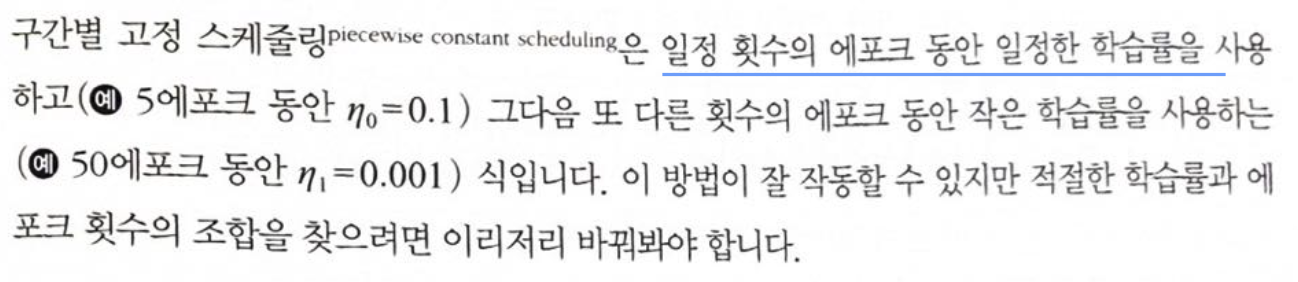 구간별 고정 스케줄링piecewise constant scheduling은 일정 횟수의 에포크 동안 일정한 학습률을 사용
하고(예 5에포크 동안 η₀=0.1) 그다음 또 다른 횟수의 에포크 동안 작은 학습률을 사용하는
(예 50에포크 동안 η₁=0.001) 식입니다. 이 방법이 잘 작동할 수 있지만 적절한 학습률과 에
포크 횟수의 조합을 찾으려면 이리저리 바꿔봐야 합니다.